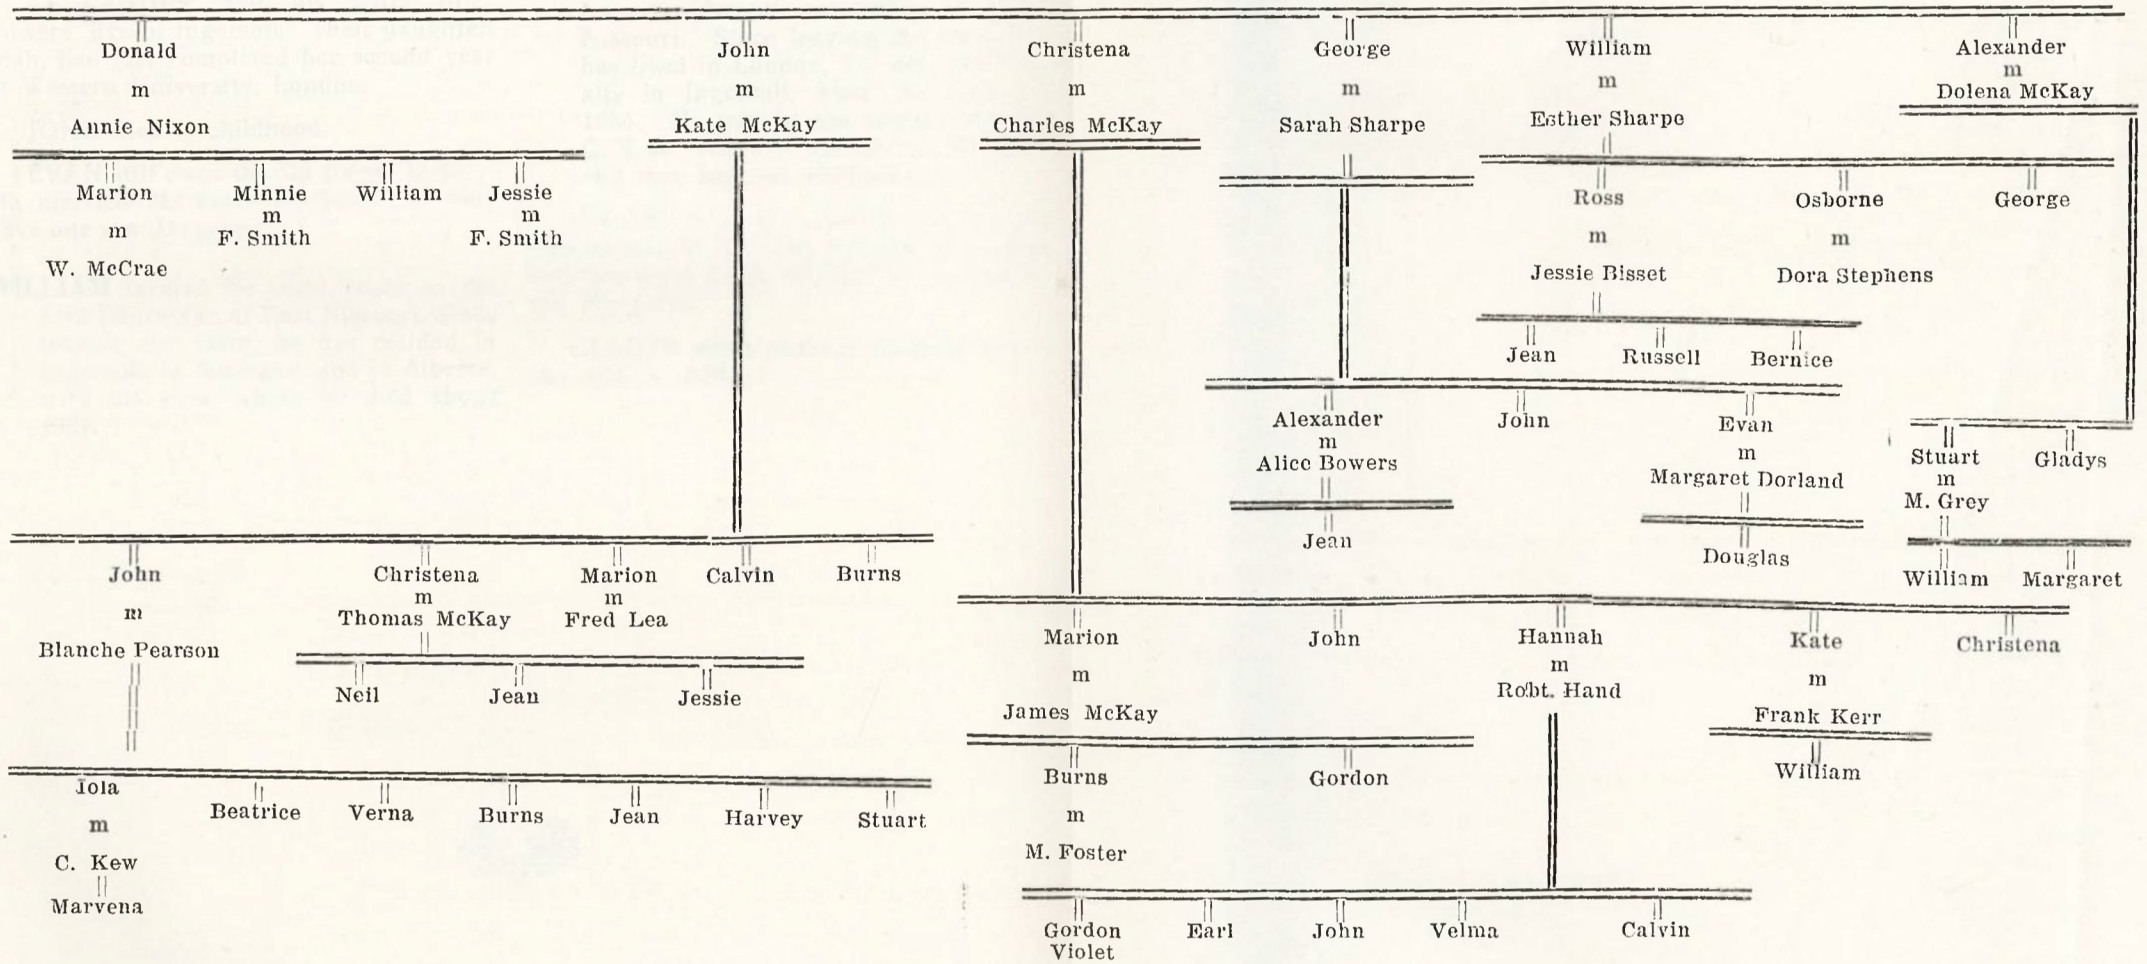 Donald John Christena George William Alexander
m m m m m m
Annie Nixon Kate McKay Charles McKay Sarah Sharpe Esther Sharpe Dolena McKay
Marion Minnie William Jessie Ross Osborne George
m m m m m
W. McCrae F. Smith F. Smith Jessie Bisset Dora Stephens
Jean Russell Bernice
Alexander John Evan Stuart Gladys
m m m
Alice Bowers Margaret Dorland M. Grey
Jean Douglas William Margaret
John Christena Marion Calvin Burns
m m m
Blanche Pearson Thomas McKay Fred Lea
Neil Jean Jessie
Marion John Hannah Kate Christena
m m m
James McKay Robt. Hand Frank Kerr
Burns Gordon William
m
M. Foster
Iola Beatrice Verna Burns Jean Harvey Stuart
m
C. Kew
Marvena
Gordon Earl John Velma Calvin
Violet